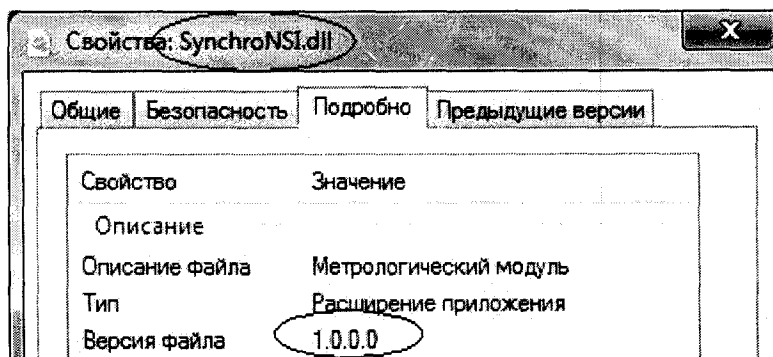 Свойства: SynchroNSI.dll
Общие Безопасность Подробно Предыдущие версии
Свойство Значение
Описание
Описание файла Метрологический модуль
Тип Расширение приложения
Версия файла 1.0.0.0